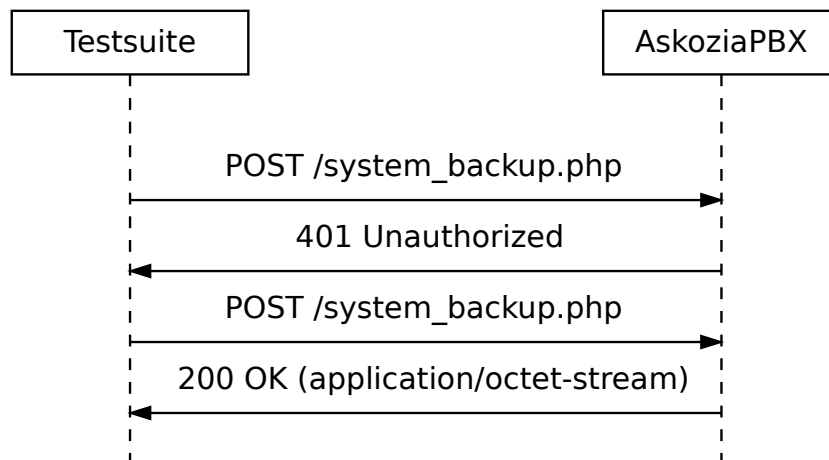 Testsuite
AskoziaPBX
POST /system_backup.php
401 Unauthorized
POST /system_backup.php
200 OK (application/octet-stream)